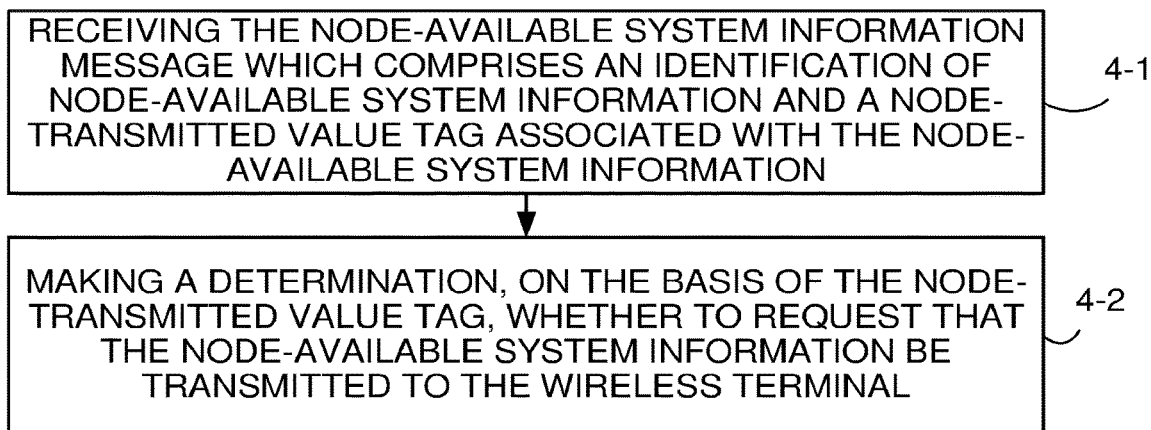 RECEIVING THE NODE-AVAILABLE SYSTEM INFORMATION
MESSAGE WHICH COMPRISES AN IDENTIFICATION OF
NODE-AVAILABLE SYSTEM INFORMATION AND A NODE-
TRANSMITTED VALUE TAG ASSOCIATED WITH THE NODE-
AVAILABLE SYSTEM INFORMATION
4-1
MAKING A DETERMINATION, ON THE BASIS OF THE NODE-
TRANSMITTED VALUE TAG, WHETHER TO REQUEST THAT
THE NODE-AVAILABLE SYSTEM INFORMATION BE
TRANSMITTED TO THE WIRELESS TERMINAL
4-2